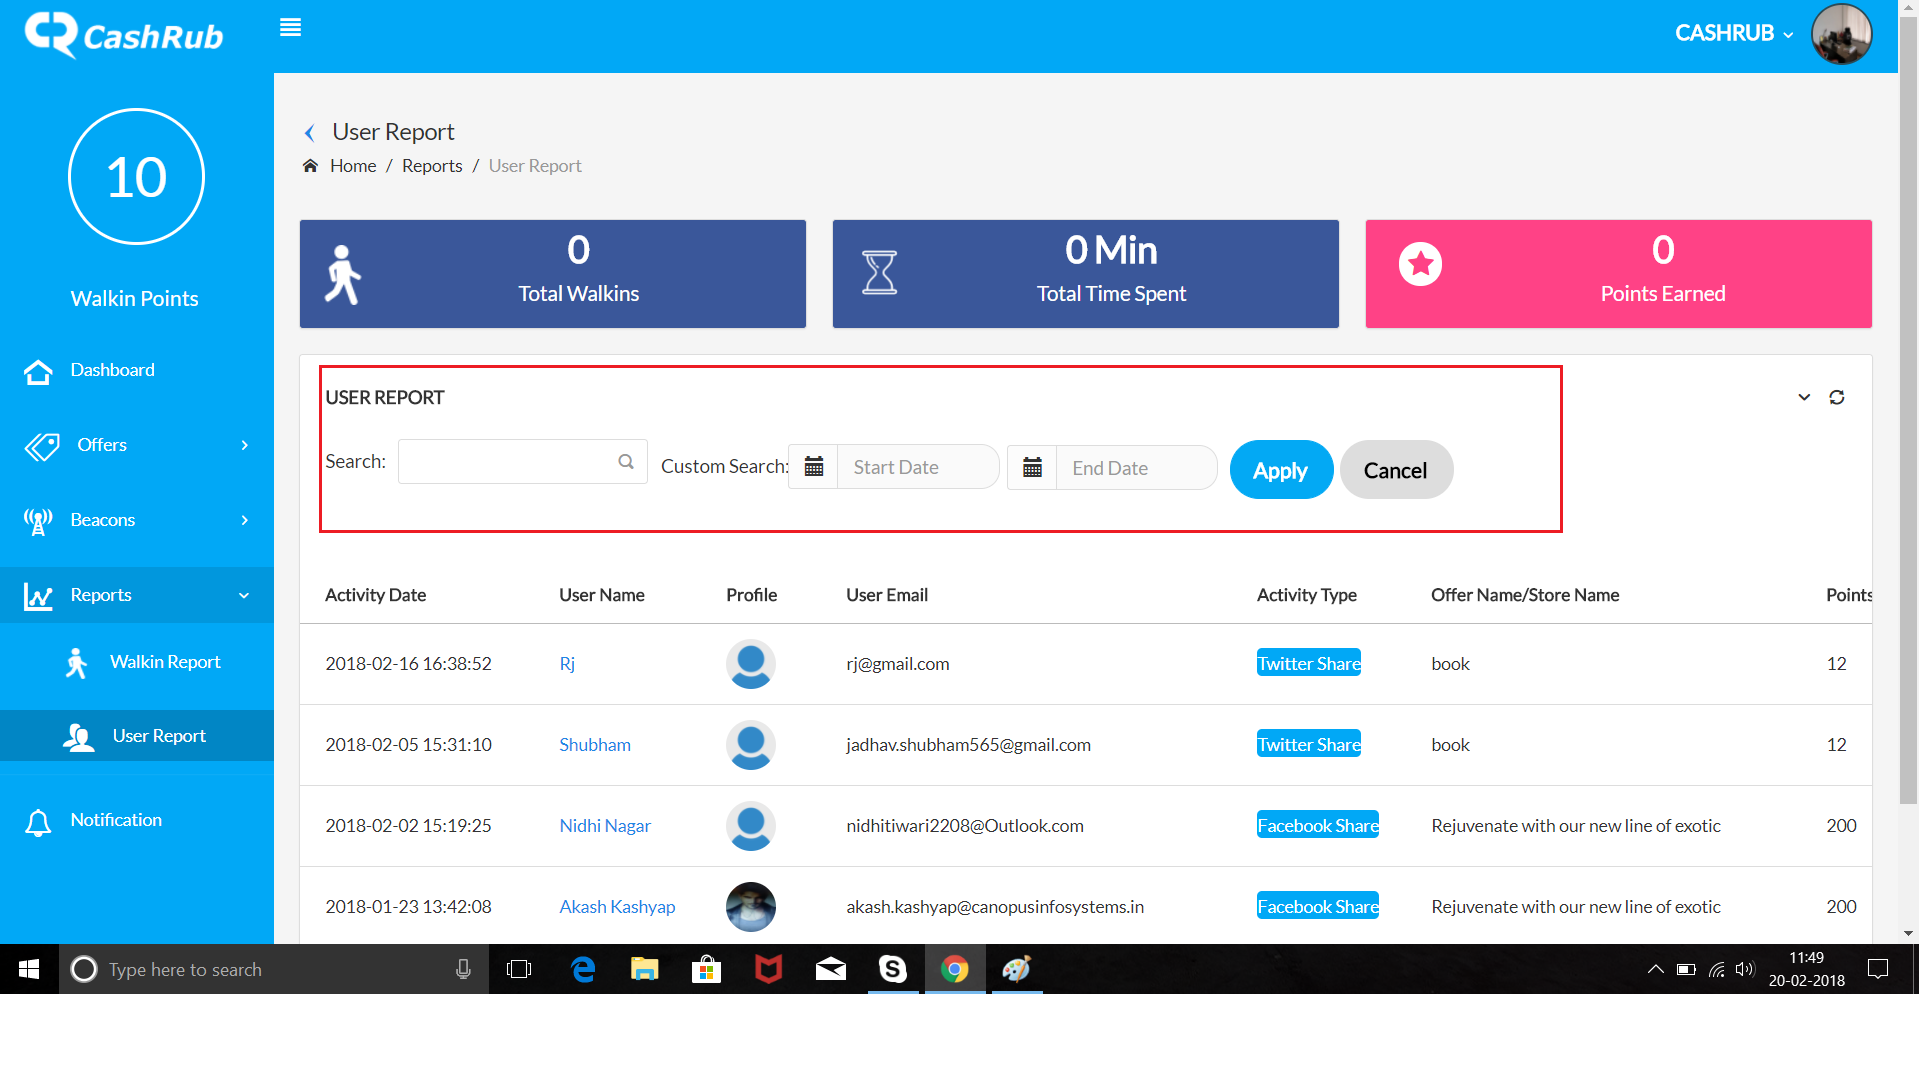 CashRub
CASHRUB
10
Walkin Points
Dashboard
Offers
Beacons
Reports
Walkin Report
User Report
Notification
User Report
Home / Reports / User Report
0
Total Walkins
0 Min
Total Time Spent
0
Points Earned
USER REPORT
Search: Custom Search: Start Date End Date Apply Cancel
Activity Date User Name Profile User Email Activity Type Offer Name/Store Name Points
2018-02-16 16:38:52 Rj rj@gmail.com Twitter Share book 12
2018-02-05 15:31:10 Shubham jadhav.shubham565@gmail.com Twitter Share book 12
2018-02-02 15:19:25 Nidhi Nagar nidhitiwari2208@Outlook.com Facebook Share Rejuvenate with our new line of exotic 200
2018-01-23 13:42:08 Akash Kashyap akash.kashyap@canopusinfosystems.in Facebook Share Rejuvenate with our new line of exotic 200
Type here to search
11:49
20-02-2018